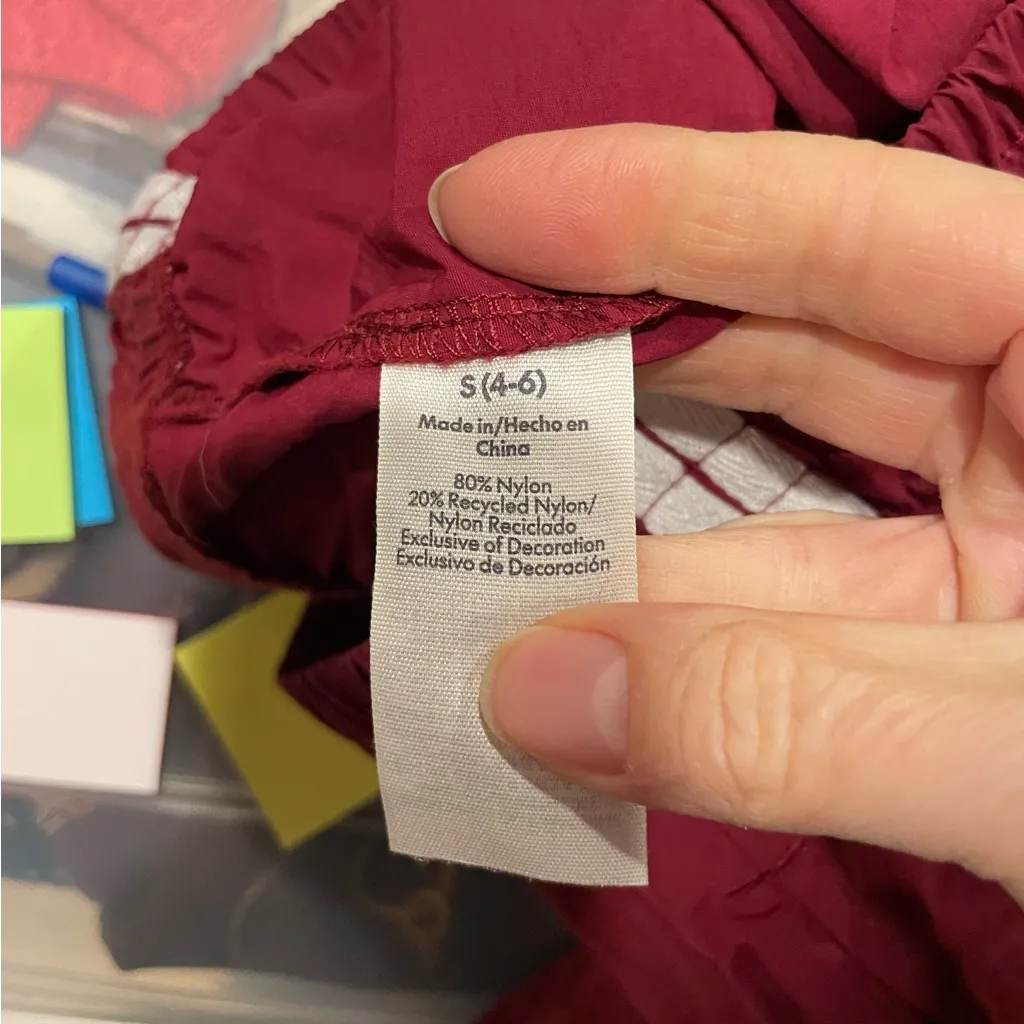 S (4-6)
Made in/Hecho en
China
80% Nylon
20% Recycled Nylon/
Nylon Reciclado
Exclusive of Decoration
Exclusivo de Decoración